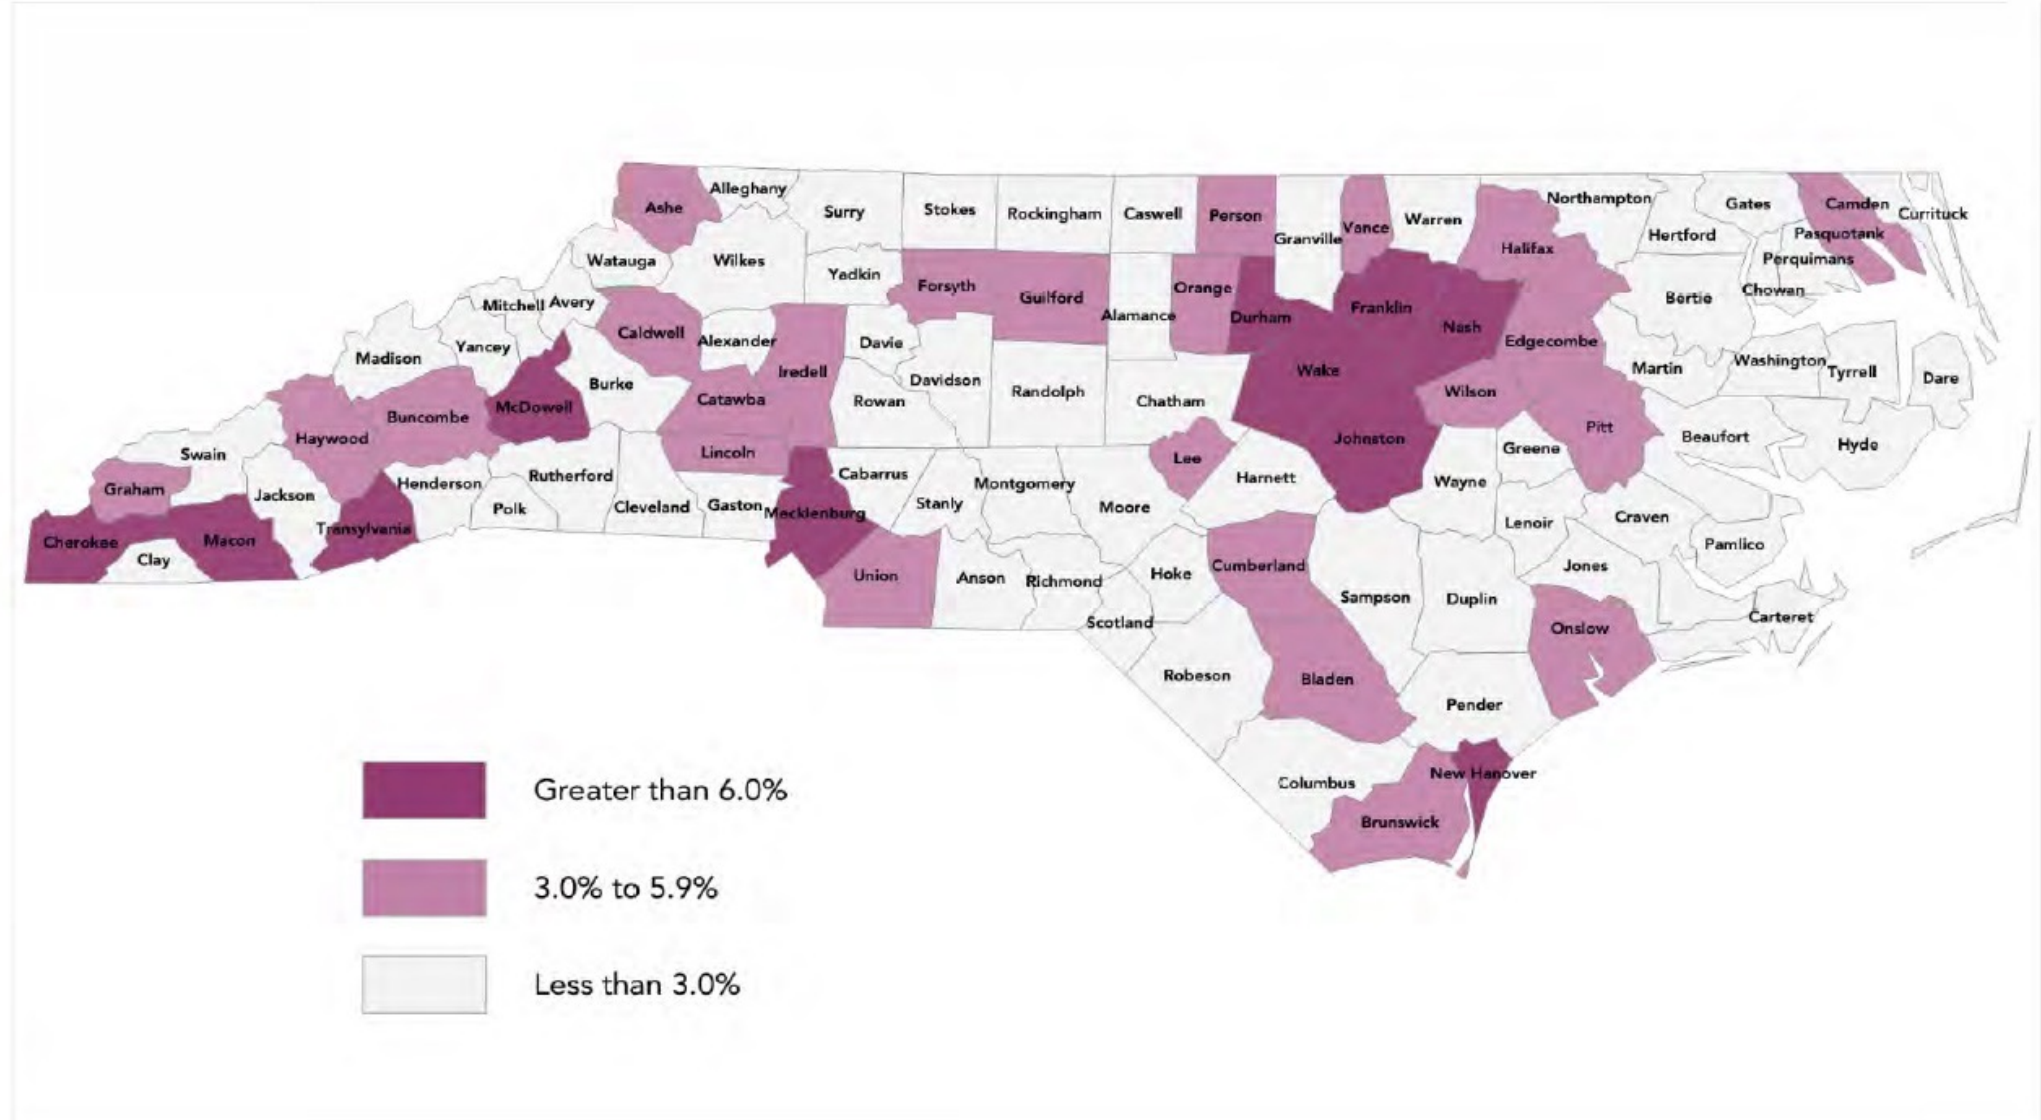 Ashe
Alleghany
Surry
Stokes
Rockingham
Caswell
Person
Granville
Vance
Warren
Halifax
Northampton
Hertford
Gates
Camden
Currituck
Pasquotank
Perquimans
Chowan
Bertie
Watauga
Wilkes
Yadkin
Forsyth
Guilford
Alamance
Orange
Durham
Franklin
Nash
Edgecombe
Mitchell
Avery
Caldwell
Alexander
Iredell
Davie
Madison
Yancey
McDowell
Burke
Catawba
Rowan
Davidson
Randolph
Chatham
Wake
Wilson
Martin
Washington
Tyrrell
Dare
Haywood
Buncombe
Lincoln
Lee
Johnston
Greene
Pitt
Beaufort
Hyde
Swain
Graham
Jackson
Henderson
Rutherford
Polk
Cleveland
Gaston
Mecklenburg
Cabarrus
Stanly
Montgomery
Moore
Harnett
Wayne
Lenoir
Craven
Pamlico
Cherokee
Clay
Macon
Transylvania
Union
Anson
Richmond
Hoke
Cumberland
Sampson
Duplin
Jones
Scotland
Onslow
Carteret
Robeson
Bladen
Pender
Columbus
New Hanover
Brunswick
Greater than 6.0%
3.0% to 5.9%
Less than 3.0%